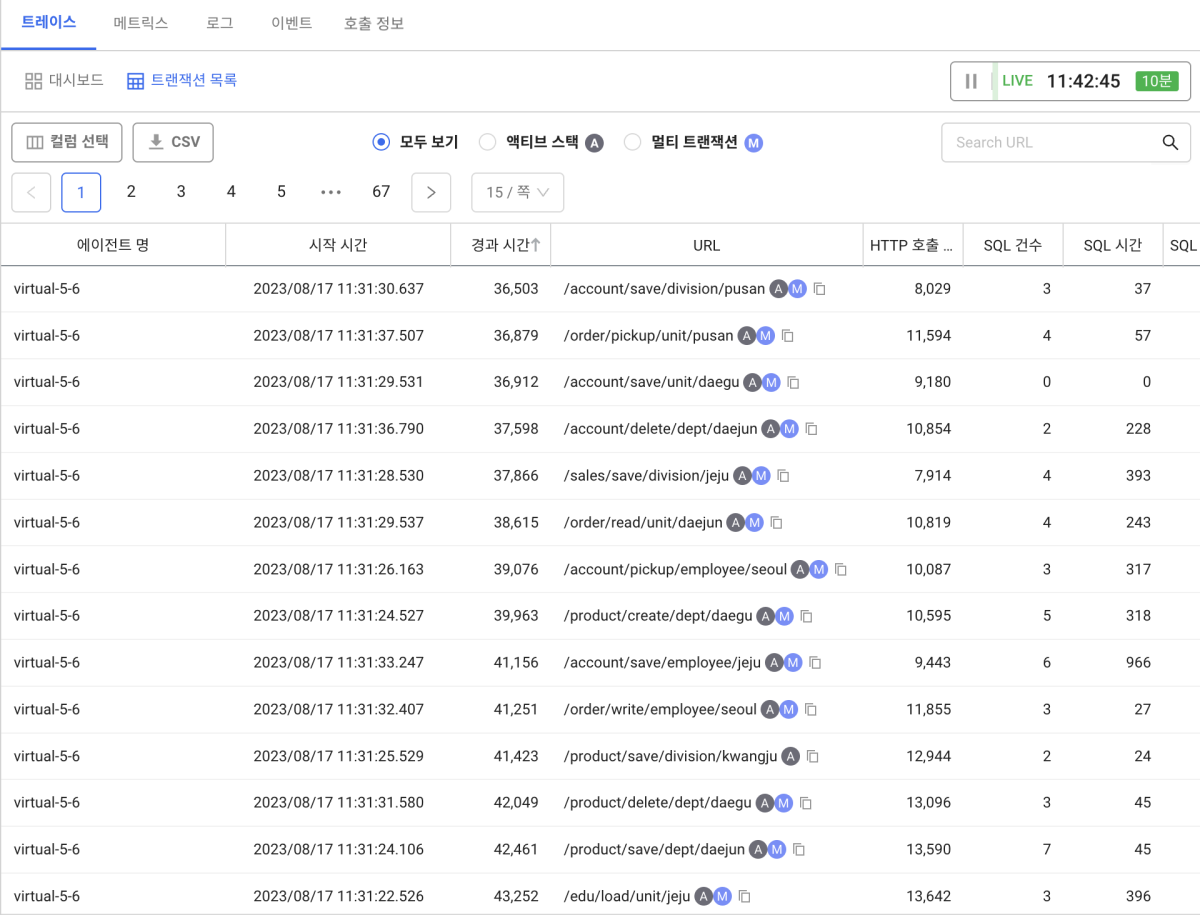 트레이스 메트릭스 로그 이벤트 호출 정보
대시보드 트랜잭션 목록 LIVE 11:42:45 10분
컬럼 선택 CSV 모두 보기 액티브 스택 A 멀티 트랜잭션 M Search URL
< 1 2 3 4 5 ••• 67 > 15 / 쪽
에이전트 명 시작 시간 경과 시간↑ URL HTTP 호출 ... SQL 건수 SQL 시간 SQL
virtual-5-6 2023/08/17 11:31:30.637 36,503 /account/save/division/pusan A M 8,029 3 37
virtual-5-6 2023/08/17 11:31:37.507 36,879 /order/pickup/unit/pusan A M 11,594 4 57
virtual-5-6 2023/08/17 11:31:29.531 36,912 /account/save/unit/daegu A M 9,180 0 0
virtual-5-6 2023/08/17 11:31:36.790 37,598 /account/delete/dept/daejun A M 10,854 2 228
virtual-5-6 2023/08/17 11:31:28.530 37,866 /sales/save/division/jeju A M 7,914 4 393
virtual-5-6 2023/08/17 11:31:29.537 38,615 /order/read/unit/daejun A M 10,819 4 243
virtual-5-6 2023/08/17 11:31:26.163 39,076 /account/pickup/employee/seoul A M 10,087 3 317
virtual-5-6 2023/08/17 11:31:24.527 39,963 /product/create/dept/daegu A M 10,595 5 318
virtual-5-6 2023/08/17 11:31:33.247 41,156 /account/save/employee/jeju A M 9,443 6 966
virtual-5-6 2023/08/17 11:31:32.407 41,251 /order/write/employee/seoul A M 11,855 3 27
virtual-5-6 2023/08/17 11:31:25.529 41,423 /product/save/division/kwangju A 12,944 2 24
virtual-5-6 2023/08/17 11:31:31.580 42,049 /product/delete/dept/daegu A M 13,096 3 45
virtual-5-6 2023/08/17 11:31:24.106 42,461 /product/save/dept/daejun A M 13,590 7 45
virtual-5-6 2023/08/17 11:31:22.526 43,252 /edu/load/unit/jeju A M 13,642 3 396